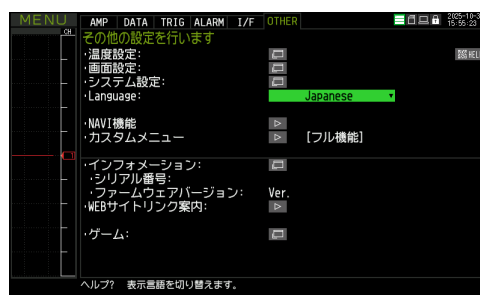 MENU AMP DATA TRIG ALARM I/F OTHER 2025-10-3
CH 15:55:23
その他の設定を行います
・温度設定: HEL
・画面設定:
・システム設定:
・Language: Japanese
・NAVI機能
・カスタムメニュー [フル機能]
・インフォメーション:
・シリアル番号:
・ファームウェアバージョン: Ver.
・WEBサイトリンク案内:
・ゲーム:
ヘルプ? 表示言語を切り替えます。